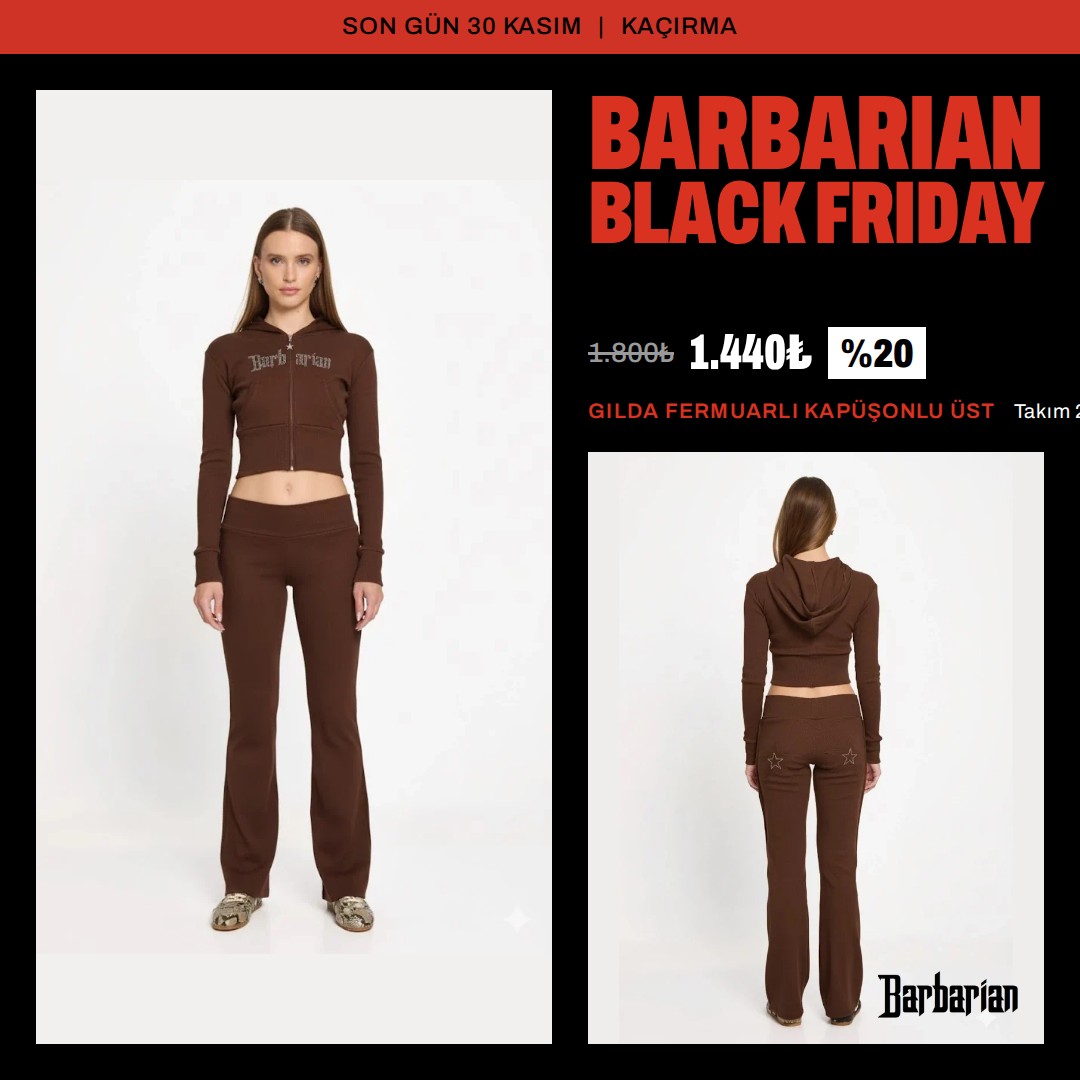 SON GÜN 30 KASIM | KAÇIRMA
BARBARIAN
BLACK FRIDAY
1.800₺ 1.440₺ %20
GILDA FERMUARLI KAPÜŞONLU ÜST Takım 2
Barbarian
Barbarian